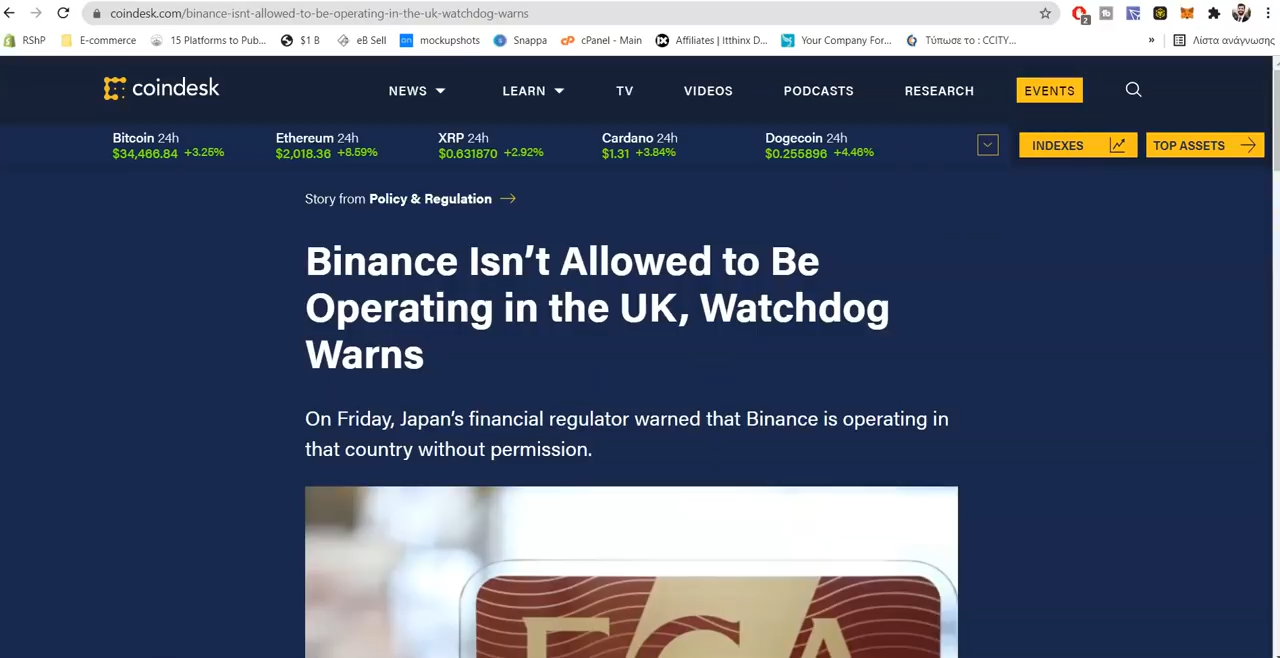 coindesk.com/binance-isnt-allowed-to-be-operating-in-the-uk-watchdog-warns
2
RShP E-commerce 15 Platforms to Pub... $1 B eB Sell on mockupshots Snappa cP cPanel - Main Affiliates | Itthinx D... Your Company For... Τύπωσε το : CCITY... » Λίστα ανάγνωσης
coindesk NEWS LEARN TV VIDEOS PODCASTS RESEARCH EVENTS
Bitcoin 24h Ethereum 24h XRP 24h Cardano 24h Dogecoin 24h
$34,466.84 +3.25% $2,018.36 +8.59% $0.631870 +2.92% $1.31 +3.84% $0.255896 +4.46%
INDEXES TOP ASSETS
Story from Policy & Regulation
Binance Isn’t Allowed to Be
Operating in the UK, Watchdog
Warns
On Friday, Japan’s financial regulator warned that Binance is operating in
that country without permission.
FCA